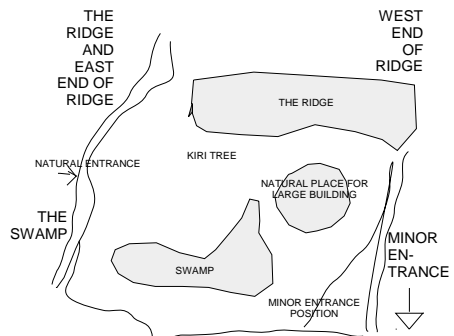 THE
RIDGE
AND
EAST
END OF
RIDGE
WEST
END
OF
RIDGE
THE RIDGE
NATURAL ENTRANCE
KIRI TREE
NATURAL PLACE FOR
LARGE BUILDING
THE
SWAMP
MINOR
EN-
TRANCE
SWAMP
MINOR ENTRANCE
POSITION